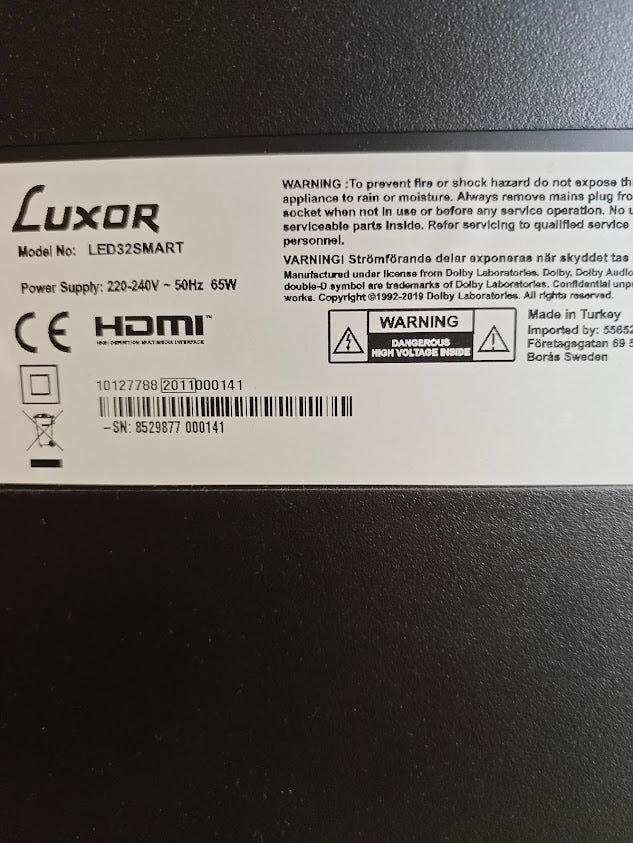 LUXOR
Model No: LED32SMART
Power Supply: 220-240V ~ 50Hz 65W
CE HDMI™
HIGH DEFINITION MULTIMEDIA INTERFACE
10127788 2011 000141
-SN: 8529877 000141
WARNING :To prevent fire or shock hazard do not expose
appliance to rain or moisture. Always remove mains plug
socket when not in use or before any service operation. No
serviceable parts inside. Refer servicing to qualified service
personnel.
VARNING! Strömförande delar exponeras när skyddet tas
Manufactured under license from Dolby Laboratories. Dolby, Dolby Audio
double-D symbol are trademarks of Dolby Laboratories. Confidential
works. Copyright ©1992-2019 Dolby Laboratories. All rights reserved.
WARNING
DANGEROUS
HIGH VOLTAGE INSIDE
Made in Turkey
Imported by: 5565
Företagsgatan 69
Borås Sweden